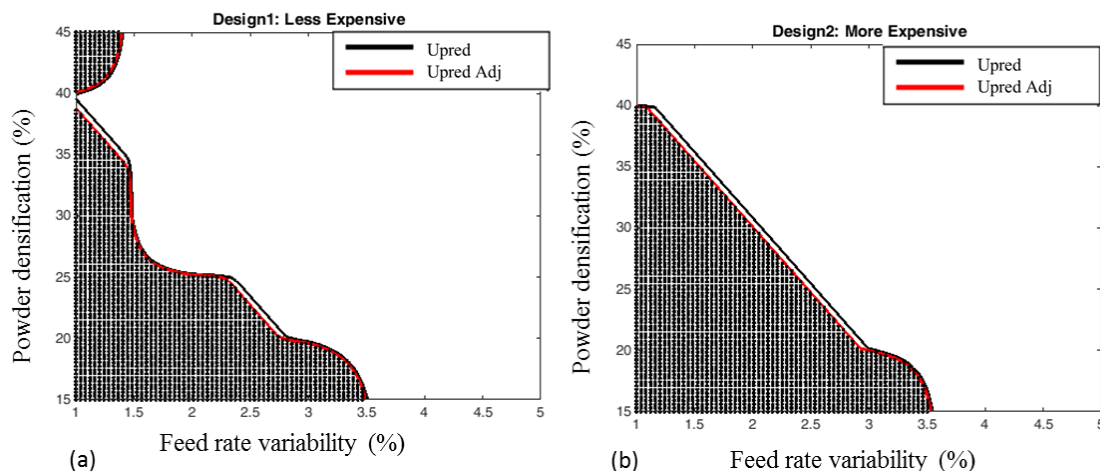 Design1: Less Expensive
Upred
Upred Adj
Powder densification (%)
45
40
35
30
25
20
15
1
1.5
2
2.5
3
3.5
4
4.5
5
Feed rate variability (%)
(a)
Design2: More Expensive
Upred
Upred Adj
Powder densification (%)
45
40
35
30
25
20
15
1
1.5
2
2.5
3
3.5
4
4.5
5
Feed rate variability (%)
(b)